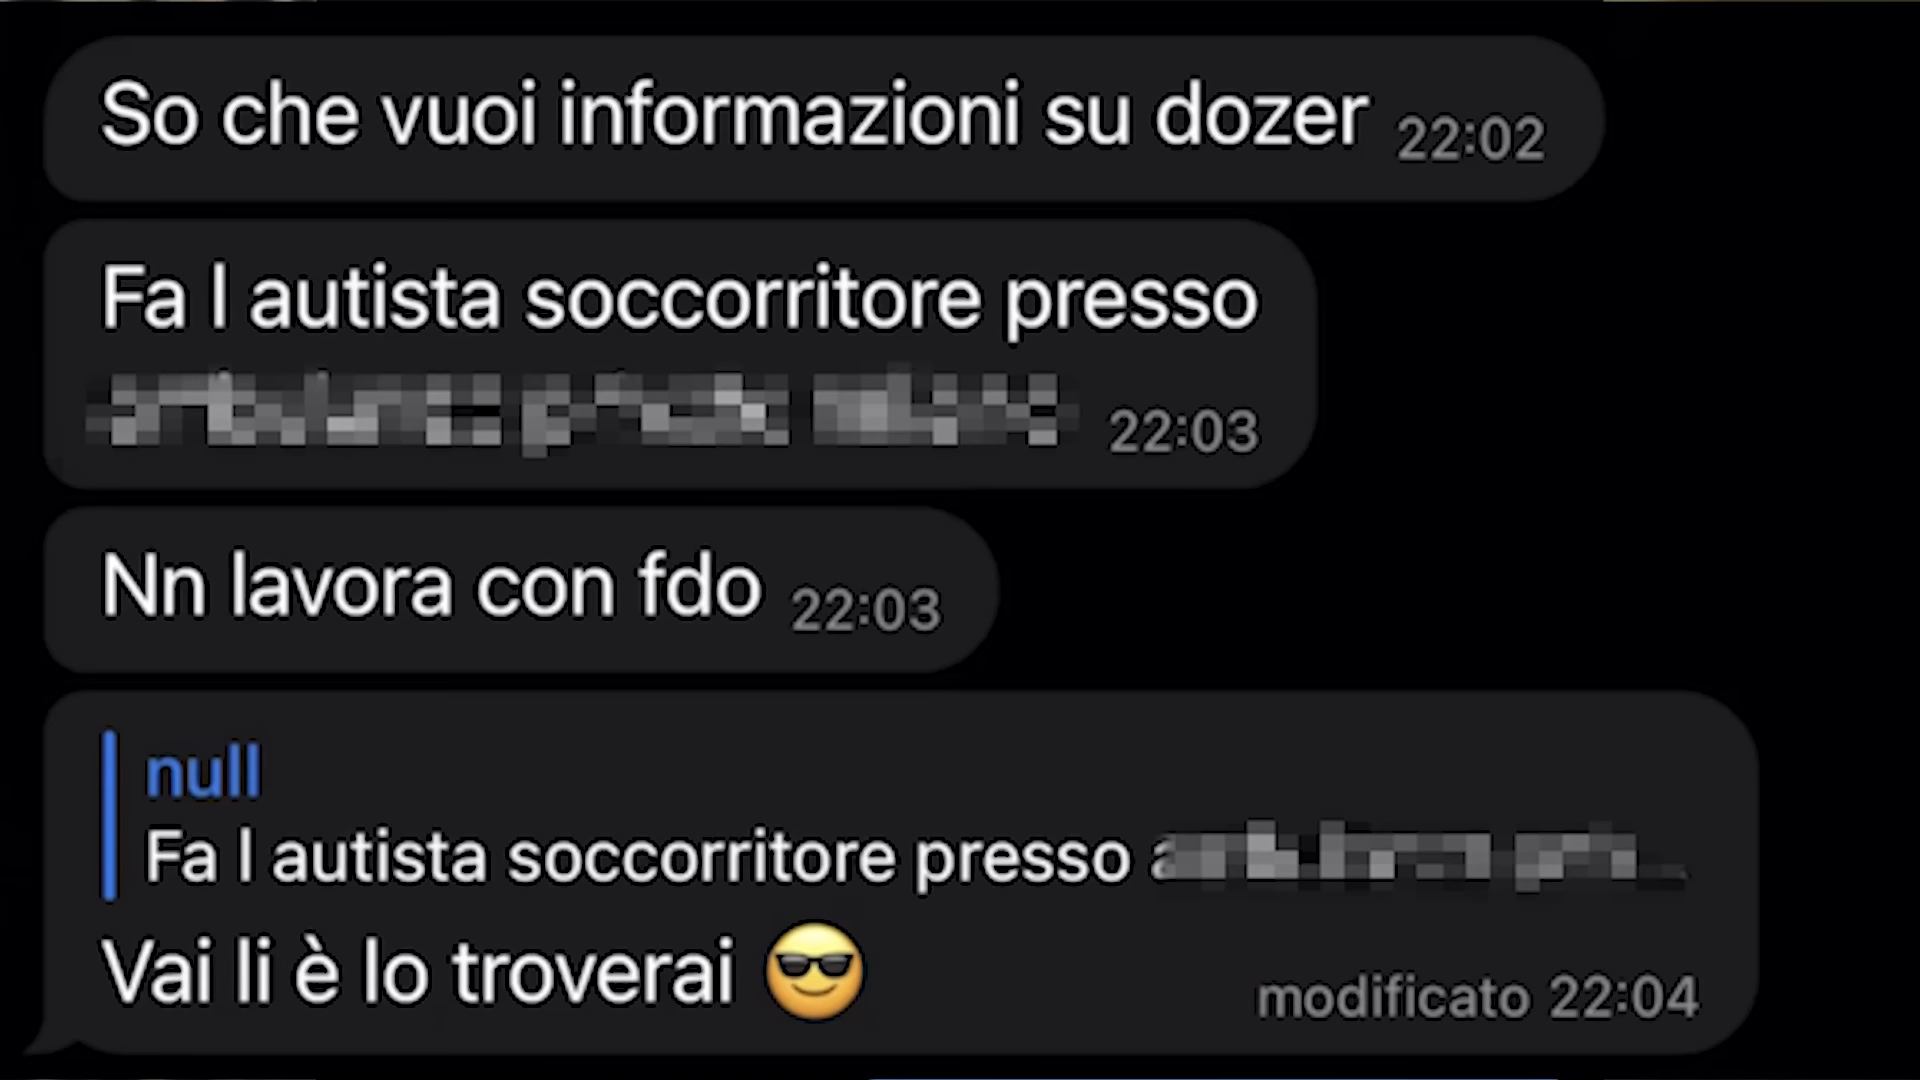 So che vuoi informazioni su dozer 22:02
Fa l autista soccorritore presso
22:03
Nn lavora con fdo 22:03
null
Fa l autista soccorritore presso
Vai li è lo troverai 😎 modificato 22:04